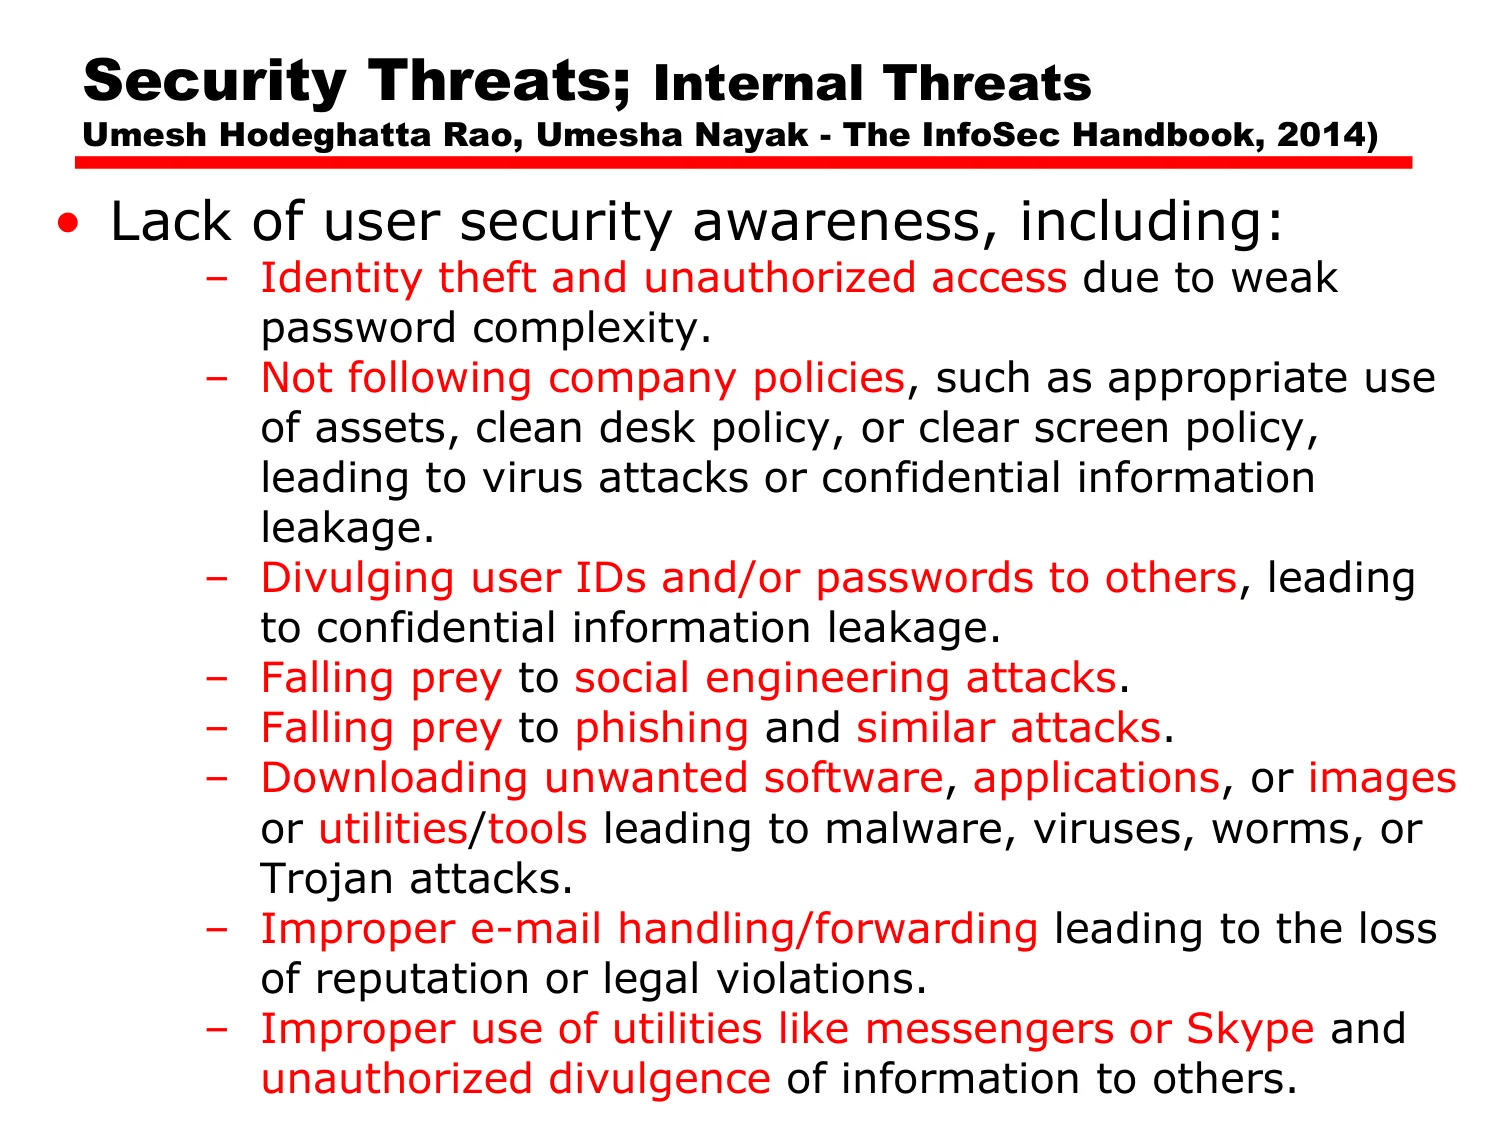 Security Threats; Internal Threats
Umesh Hodeghatta Rao, Umesha Nayak - The InfoSec Handbook, 2014)
• Lack of user security awareness, including:
– Identity theft and unauthorized access due to weak
password complexity.
– Not following company policies, such as appropriate use
of assets, clean desk policy, or clear screen policy,
leading to virus attacks or confidential information
leakage.
– Divulging user IDs and/or passwords to others, leading
to confidential information leakage.
– Falling prey to social engineering attacks.
– Falling prey to phishing and similar attacks.
– Downloading unwanted software, applications, or images
or utilities/tools leading to malware, viruses, worms, or
Trojan attacks.
– Improper e-mail handling/forwarding leading to the loss
of reputation or legal violations.
– Improper use of utilities like messengers or Skype and
unauthorized divulgence of information to others.